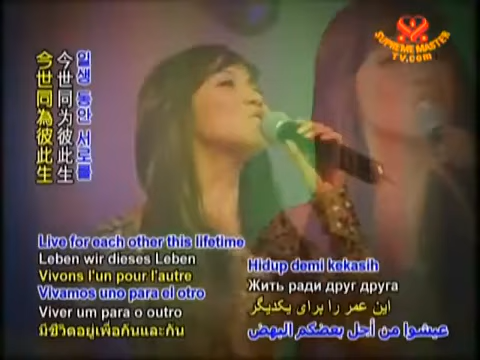 SUPREME MASTER
TV.com
일생 동안 서로를
今世同为彼此生
今世同為彼此生
Live for each other this lifetime
Leben wir dieses Leben
Vivons l'un pour l'autre
Vivamos uno para el otro
Viver um para o outro
มีชีวิตอยู่เพื่อกันและกัน
Hidup demi kekasih
Жить ради друг друга
این عمر را برای یکدیگر
عيشوا من أجل بعضكم البعض